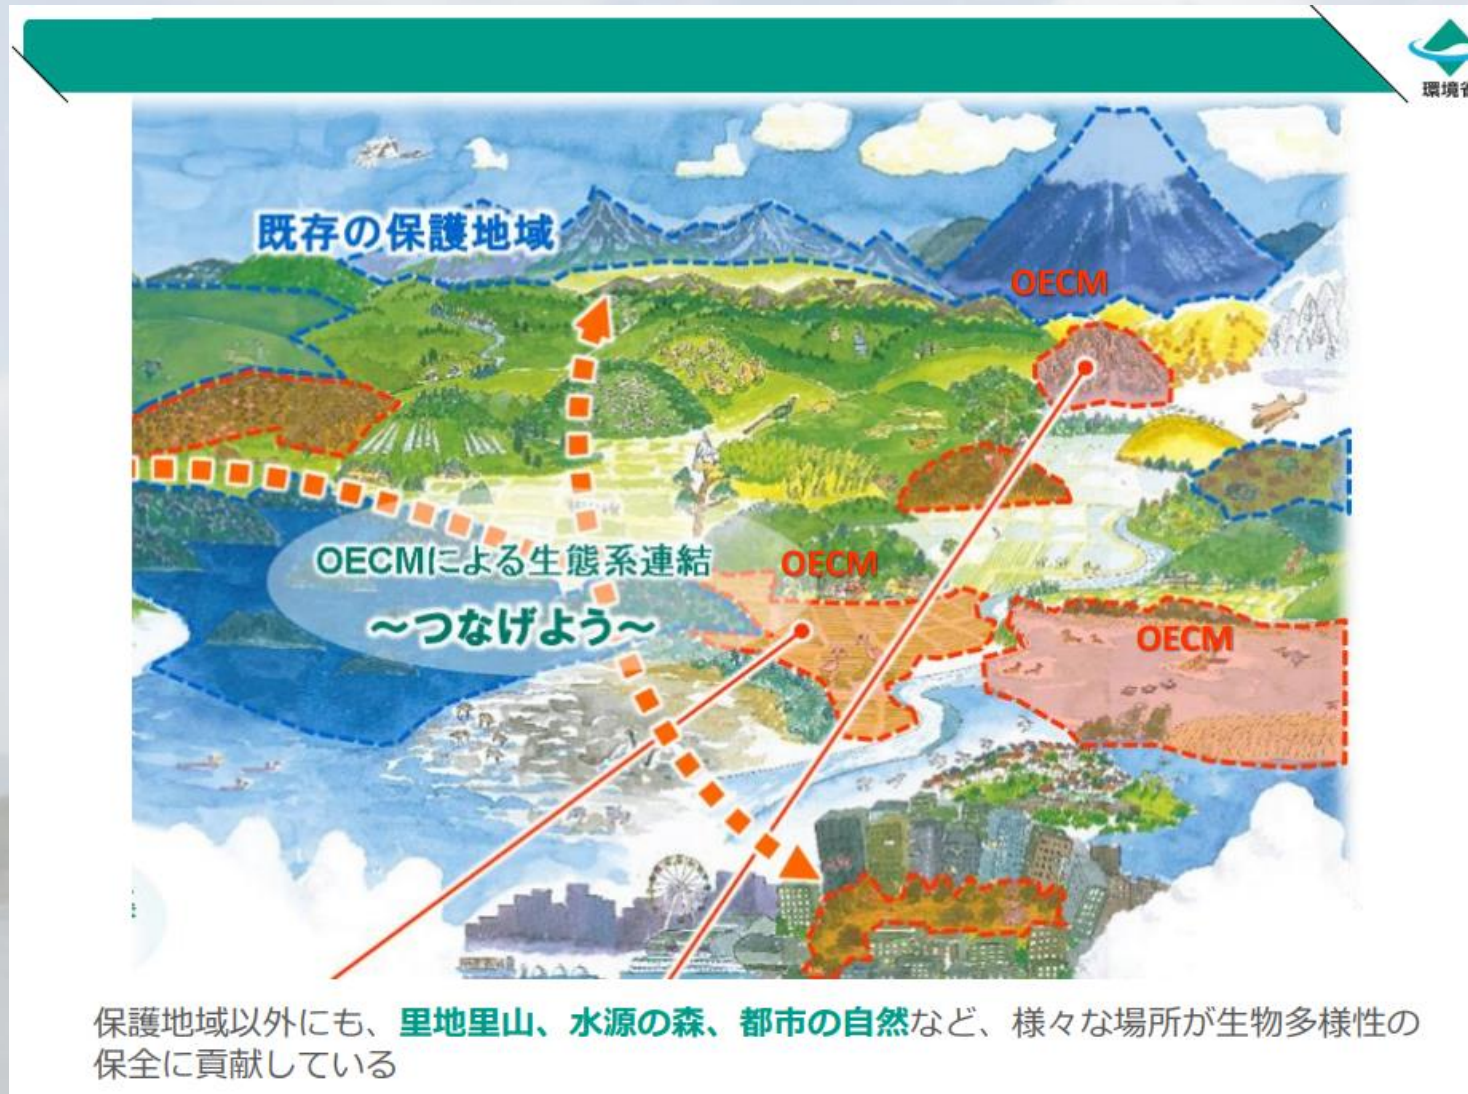 環境省
既存の保護地域
OECM
OECMによる生態系連結
～つなげよう～
OECM
OECM
保護地域以外にも、里地里山、水源の森、都市の自然など、様々な場所が生物多様性の
保全に貢献している